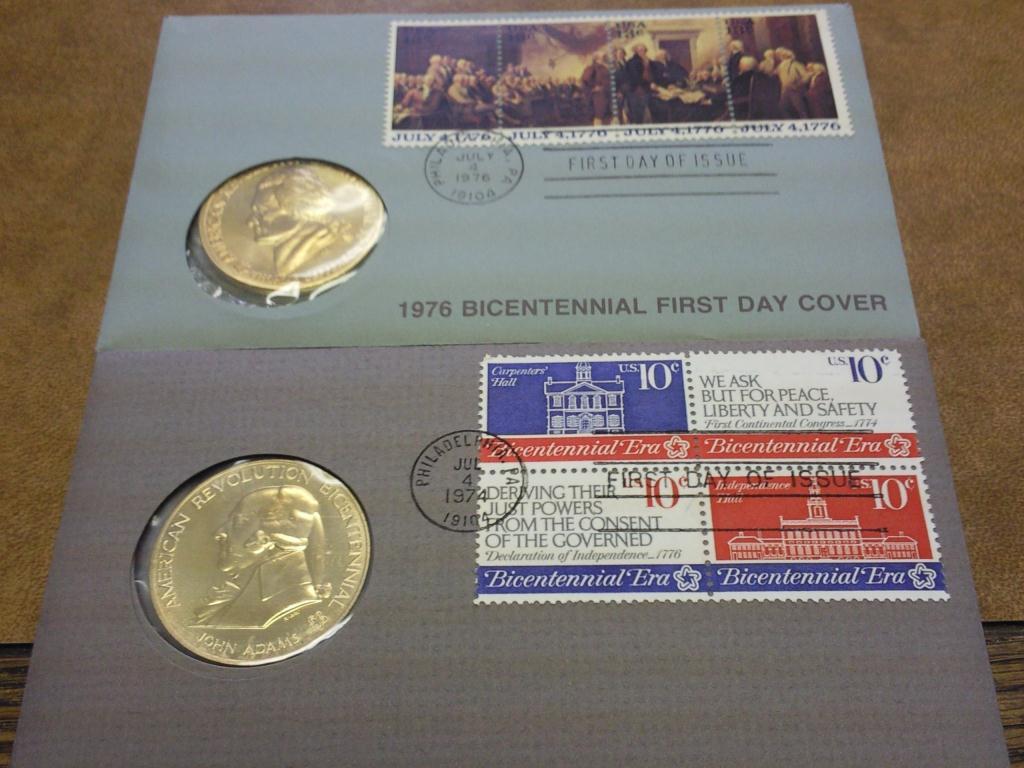 JULY 4,1776 JULY 4,1776 JULY 4,1776 JULY 4,1776
PHILADELPHIA, PA
JULY
4
1976
19104
FIRST DAY OF ISSUE
1976 BICENTENNIAL FIRST DAY COVER
Carpenters' Hall
U.S. 10c
Bicentennial Era
WE ASK
BUT FOR PEACE,
LIBERTY AND SAFETY
First Continental Congress—1774
U.S. 10c
Bicentennial Era
PHILADELPHIA, PA
JUL
4
1974
19104
FIRST DAY OF ISSUE
DERIVING THEIR
JUST POWERS
FROM THE CONSENT
OF THE GOVERNED
Declaration of Independence—1776
10c
Bicentennial Era
Independence
Hall
U.S. 10c
Bicentennial Era
AMERICAN REVOLUTION BICENTENNIAL
JOHN ADAMS